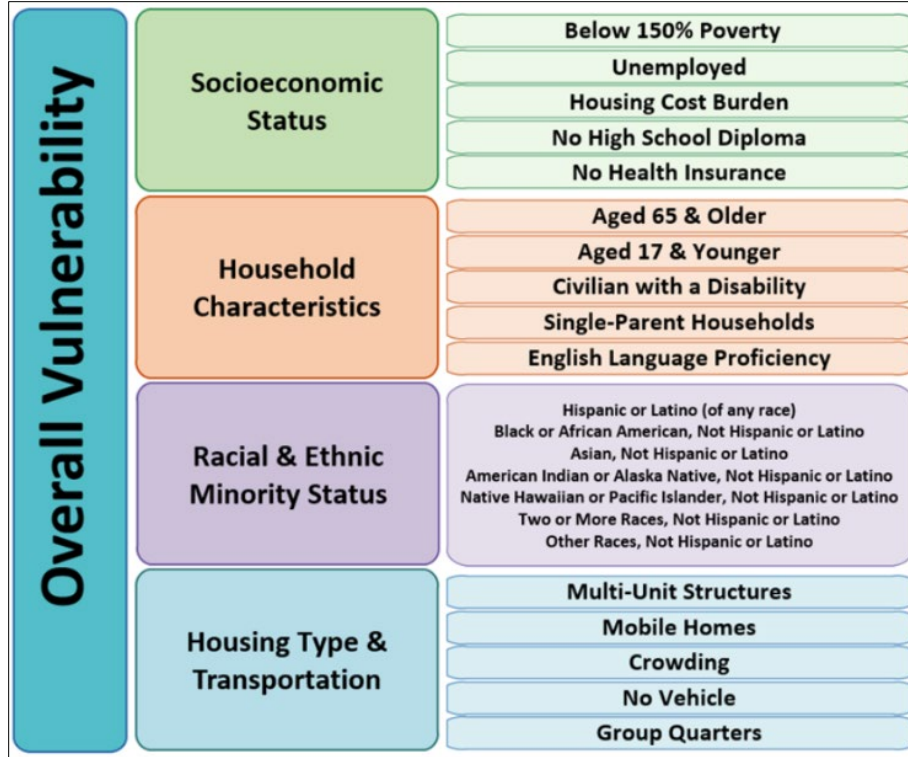 Overall Vulnerability
Socioeconomic
Status
Below 150% Poverty
Unemployed
Housing Cost Burden
No High School Diploma
No Health Insurance
Household
Characteristics
Aged 65 & Older
Aged 17 & Younger
Civilian with a Disability
Single-Parent Households
English Language Proficiency
Racial & Ethnic
Minority Status
Hispanic or Latino (of any race)
Black or African American, Not Hispanic or Latino
Asian, Not Hispanic or Latino
American Indian or Alaska Native, Not Hispanic or Latino
Native Hawaiian or Pacific Islander, Not Hispanic or Latino
Two or More Races, Not Hispanic or Latino
Other Races, Not Hispanic or Latino
Housing Type &
Transportation
Multi-Unit Structures
Mobile Homes
Crowding
No Vehicle
Group Quarters